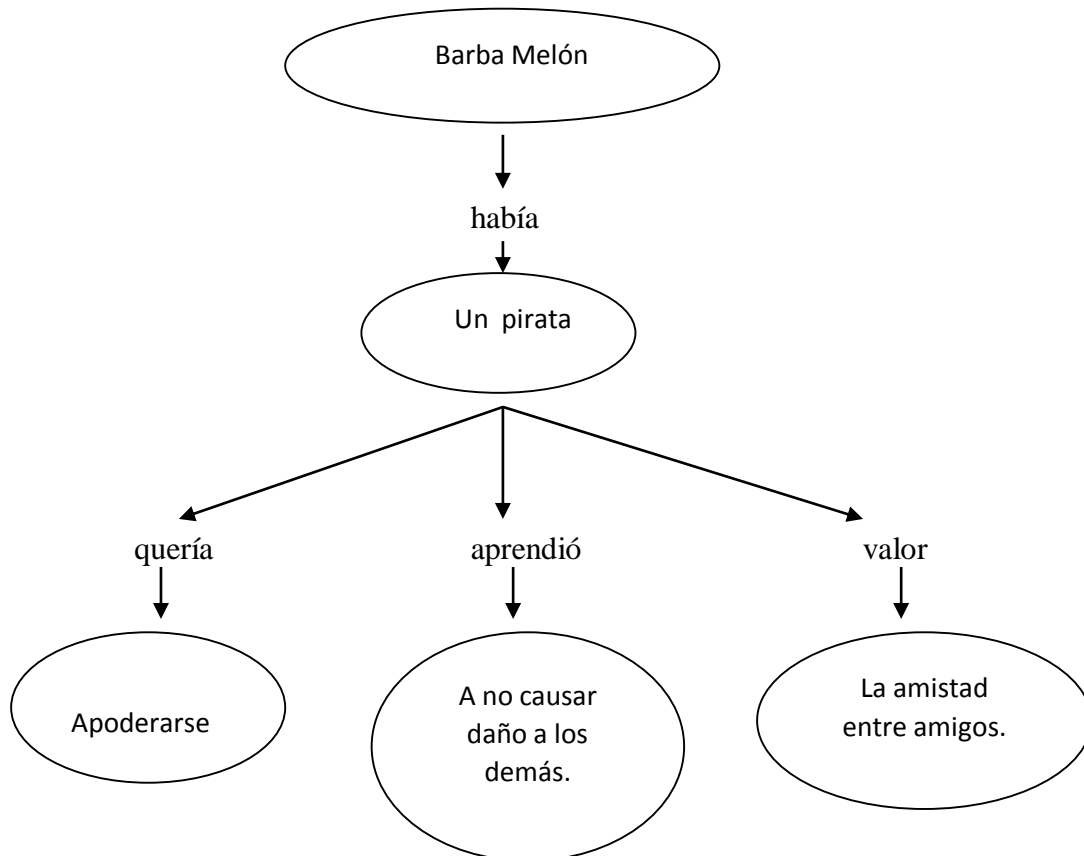 Barba Melón
había
Un pirata
quería
aprendió
valor
Apoderarse
A no causar
daño a los
demás.
La amistad
entre amigos.